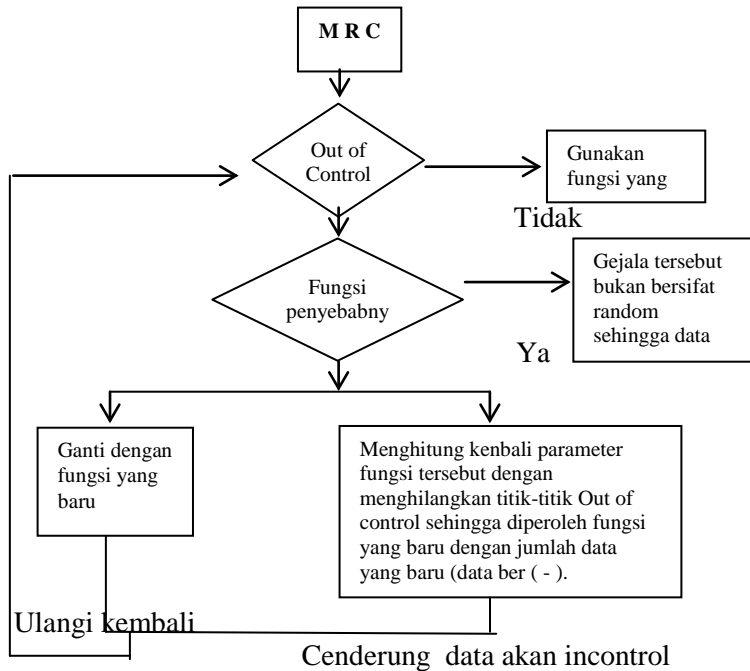 M R C
Out of
Control
Gunakan
fungsi yang
Tidak
Fungsi
penyebabny
Gejala tersebut
bukan bersifat
random
sehingga data
Ya
Ganti dengan
fungsi yang
baru
Menghitung kenbali parameter
fungsi tersebut dengan
menghilangkan titik-titik Out of
control sehingga diperoleh fungsi
yang baru dengan jumlah data
yang baru (data ber ( - ).
Ulangi kembali
Cenderung data akan incontrol